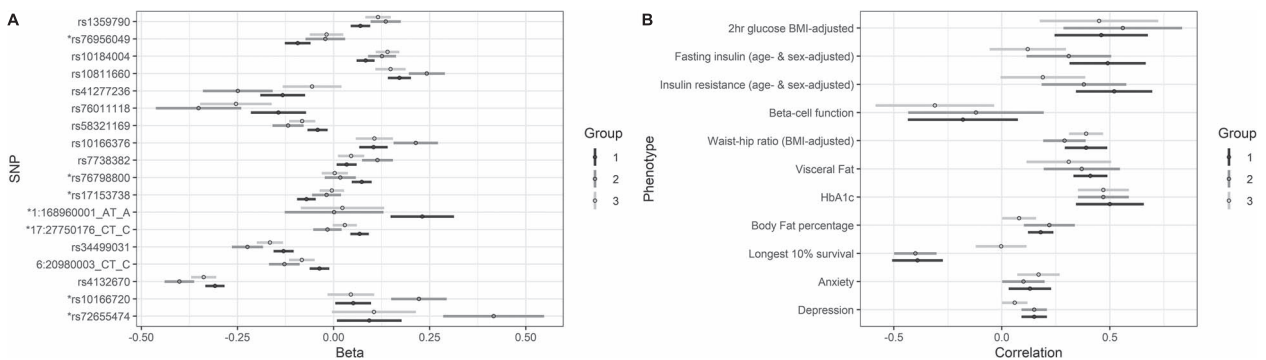 A
SNP
rs1359790
*rs76956049
rs10184004
rs10811660
rs41277236
rs76011118
rs58321169
rs10166376
rs7738382
*rs76798800
*rs17153738
*1:168960001_AT_A
*17:27750176_CT_C
rs34499031
6:20980003_CT_C
rs4132670
*rs10166720
*rs72655474
-0.50 -0.25 0.00 0.25 0.50
Beta
Group
1
2
3
B
Phenotype
2hr glucose BMI-adjusted
Fasting insulin (age- & sex-adjusted)
Insulin resistance (age- & sex-adjusted)
Beta-cell function
Waist-hip ratio (BMI-adjusted)
Visceral Fat
HbA1c
Body Fat percentage
Longest 10% survival
Anxiety
Depression
-0.5 0.0 0.5
Correlation
Group
1
2
3